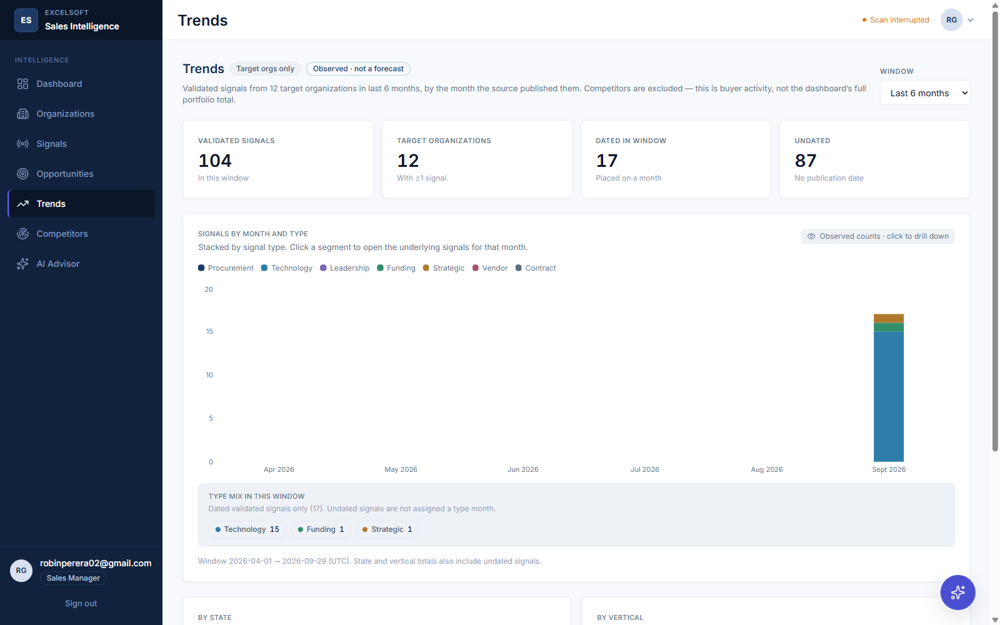 ES
EXCELSOFT
Sales Intelligence
INTELLIGENCE
Dashboard
Organizations
Signals
Opportunities
Trends
Competitors
AI Advisor
RG
robinperera02@gmail.com
Sales Manager
Sign out
Trends
Scan interrupted
RG
Trends
Target orgs only
Observed · not a forecast
Validated signals from 12 target organizations in last 6 months, by the month the source published them. Competitors are excluded — this is buyer activity, not the dashboard’s full
portfolio total.
WINDOW
Last 6 months
VALIDATED SIGNALS
104
In this window
TARGET ORGANIZATIONS
12
With ≥1 signal
DATED IN WINDOW
17
Placed on a month
UNDATED
87
No publication date
SIGNALS BY MONTH AND TYPE
Stacked by signal type. Click a segment to open the underlying signals for that month.
Observed counts · click to drill down
Procurement Technology Leadership Funding Strategic Vendor Contract
20
15
10
5
0
Apr 2026 May 2026 Jun 2026 Jul 2026 Aug 2026 Sept 2026
TYPE MIX IN THIS WINDOW
Dated validated signals only (17). Undated signals are not assigned a type month.
Technology 15 Funding 1 Strategic 1
Window 2026-04-01 → 2026-09-29 (UTC). State and vertical totals also include undated signals.
BY STATE
BY VERTICAL